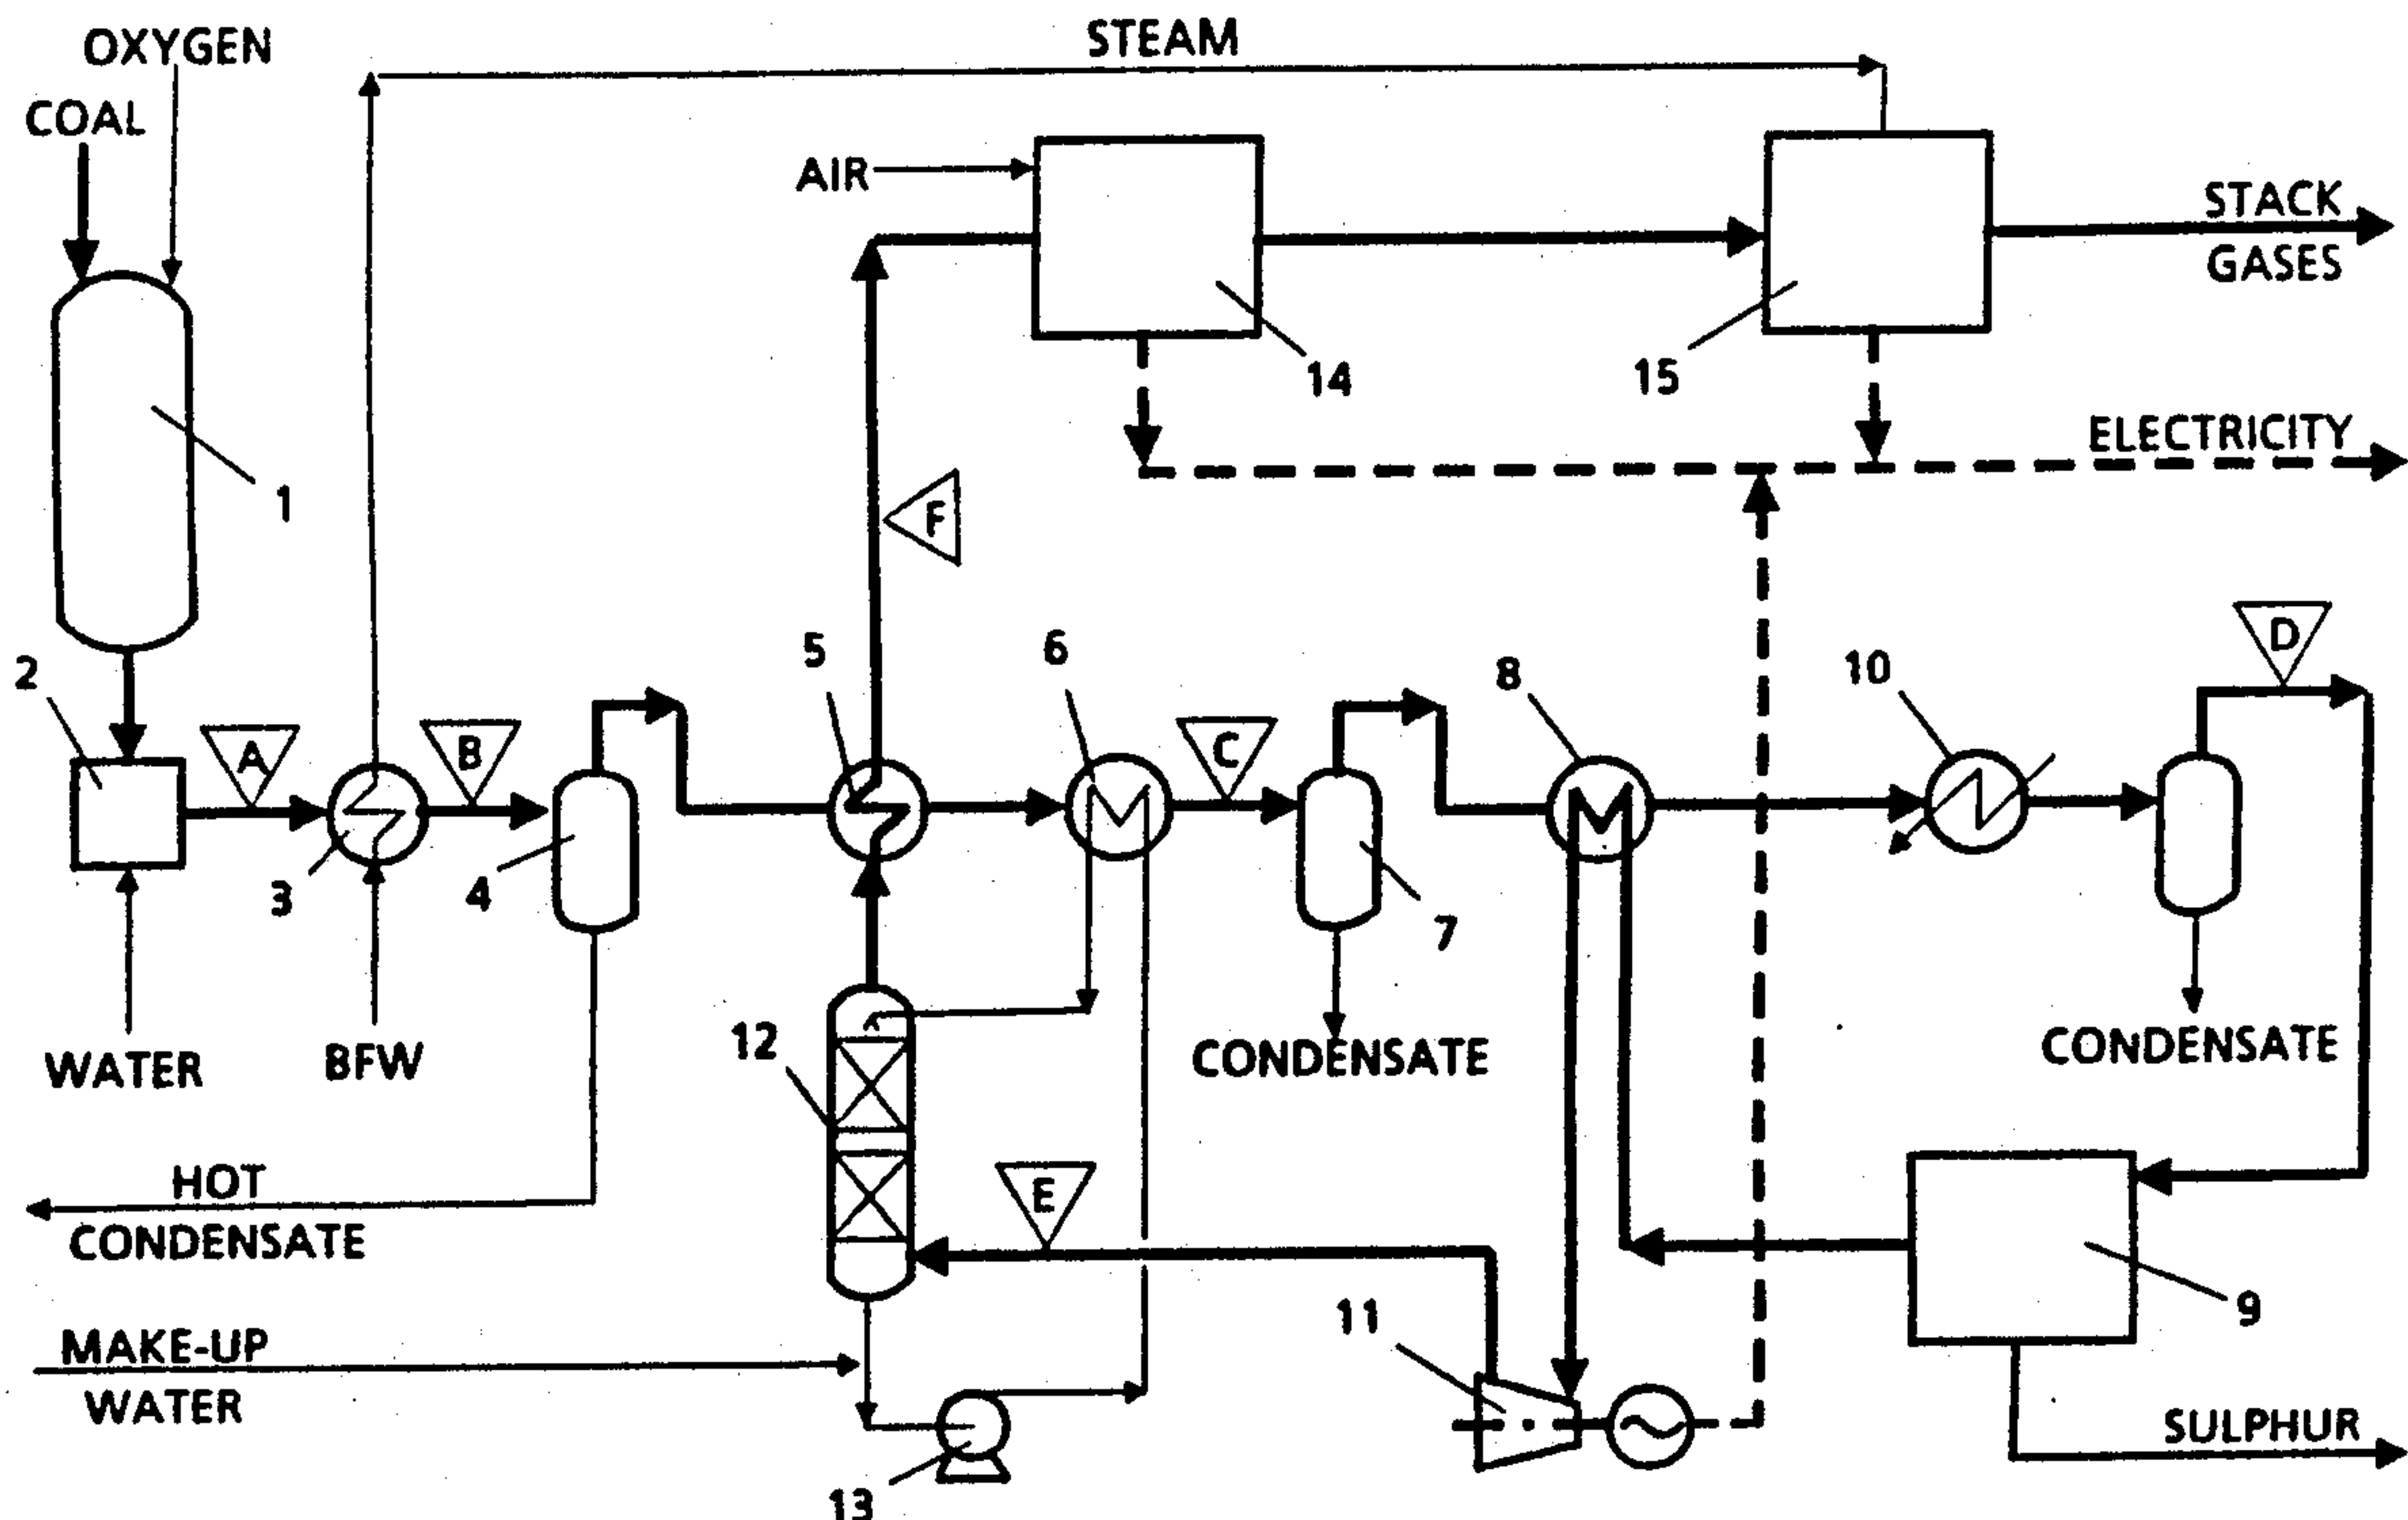 OXYGEN
STEAM
COAL
AIR
STACK
GASES
14
15
ELECTRICITY
1
F
D
5
6
8
10
2
A
B
C
3
4
7
WATER
BFW
12
CONDENSATE
CONDENSATE
HOT
CONDENSATE
E
9
11
MAKE-UP
WATER
SULPHUR
13